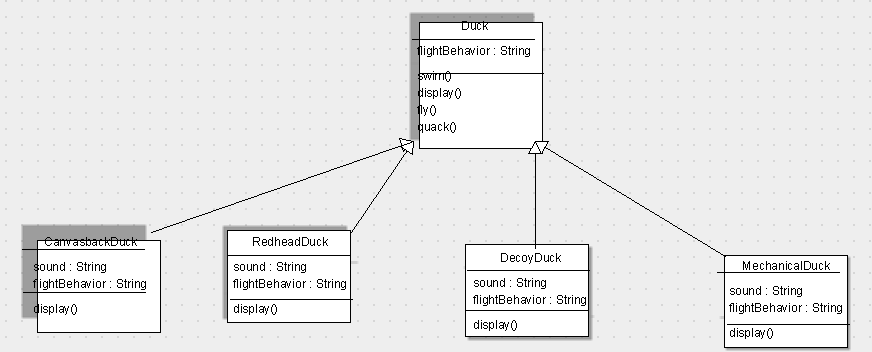 Duck
flightBehavior : String
swim()
display()
fly()
quack()
CanvasbackDuck
sound : String
flightBehavior : String
display()
RedheadDuck
sound : String
flightBehavior : String
display()
DecoyDuck
sound : String
flightBehavior : String
display()
MechanicalDuck
sound : String
flightBehavior : String
display()